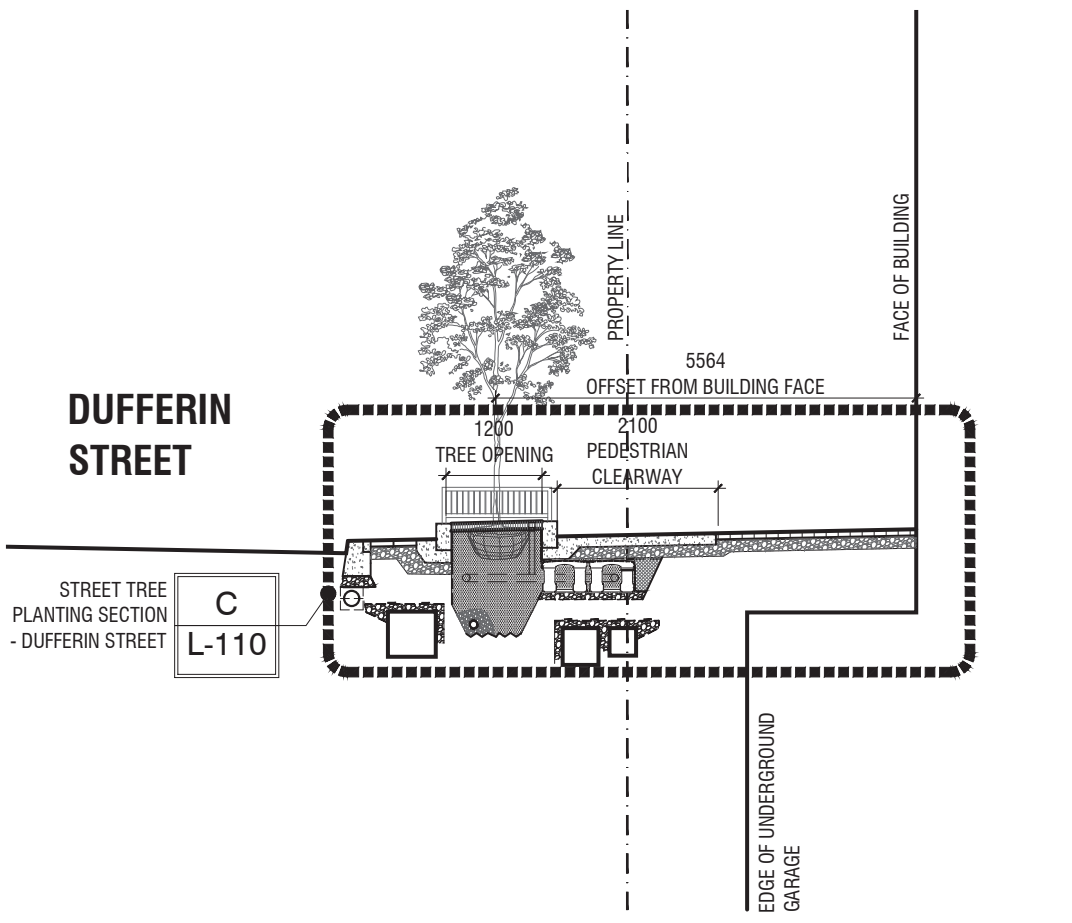 PROPERTY LINE
FACE OF BUILDING
5564
OFFSET FROM BUILDING FACE
DUFFERIN
STREET
1200
TREE OPENING
2100
PEDESTRIAN
CLEARWAY
STREET TREE
PLANTING SECTION
- DUFFERIN STREET
C
L-110
EDGE OF UNDERGROUND
GARAGE